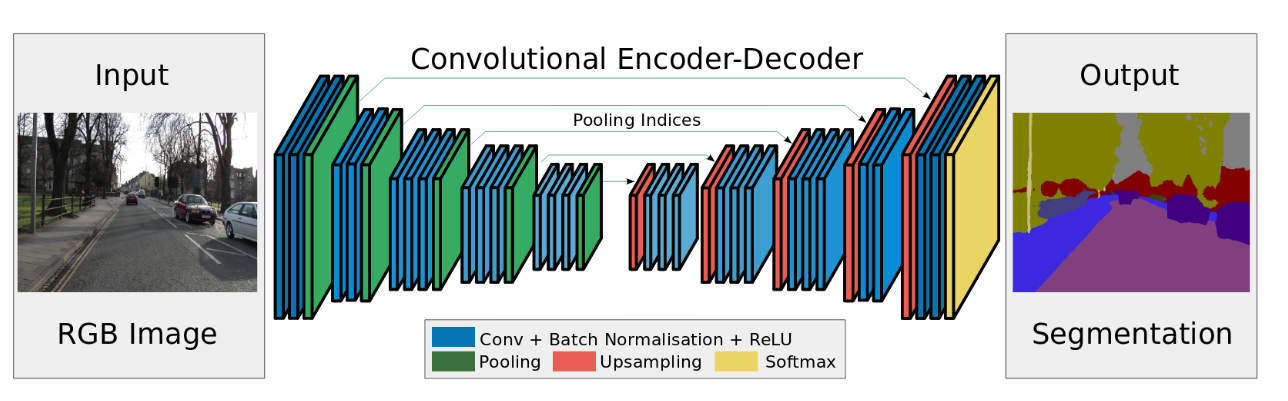 Convolutional Encoder-Decoder
Input
Output
Pooling Indices
RGB Image
Segmentation
Conv + Batch Normalisation + ReLU
Pooling
Upsampling
Softmax